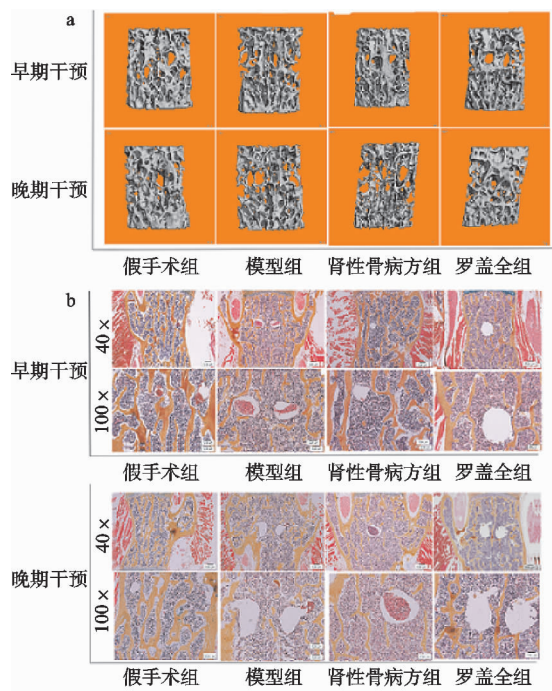 a
早期干预
晚期干预
假手术组 模型组 肾性骨病方组 罗盖全组
b
早期干预
40×
100×
假手术组 模型组 肾性骨病方组 罗盖全组
晚期干预
40×
100×
假手术组 模型组 肾性骨病方组 罗盖全组